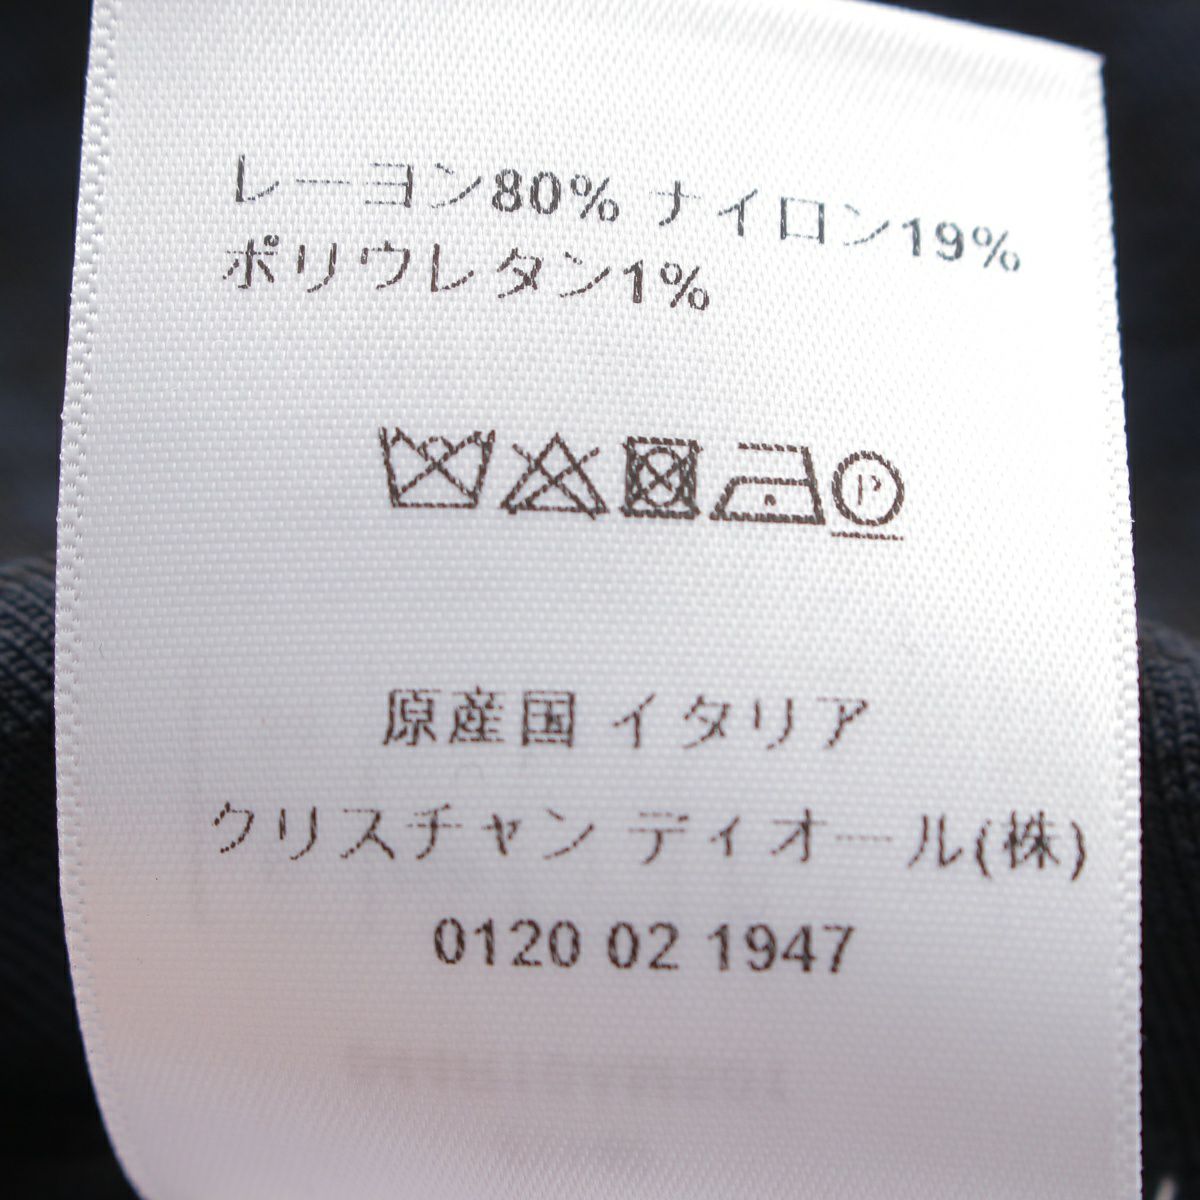 レーヨン80% ナイロン19%
ポリウレタン1%
P
原産国 イタリア
クリスチャン ディオール(株)
0120 02 1947